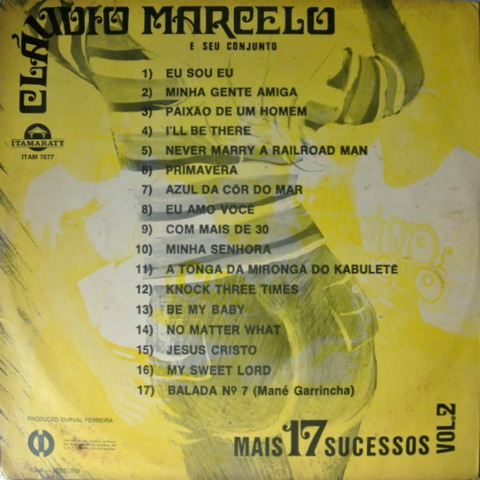 CLÁUDIO MARCELO
E SEU CONJUNTO
ITAMARATY
ITAM 7077
1) EU SOU EU
2) MINHA GENTE AMIGA
3) PAIXÃO DE UM HOMEM
4) I'LL BE THERE
5) NEVER MARRY A RAILROAD MAN
6) PRIMAVERA
7) AZUL DA CÔR DO MAR
8) EU AMO VOCÊ
9) COM MAIS DE 30
10) MINHA SENHORA
11) A TONGA DA MIRONGA DO KABULETÊ
12) KNOCK THREE TIMES
13) BE MY BABY
14) NO MATTER WHAT
15) JESUS CRISTO
16) MY SWEET LORD
17) BALADA Nº 7 (Mané Garrincha)
PRODUÇÃO DURVAL FERREIRA
MAIS 17 SUCESSOS VOL.2